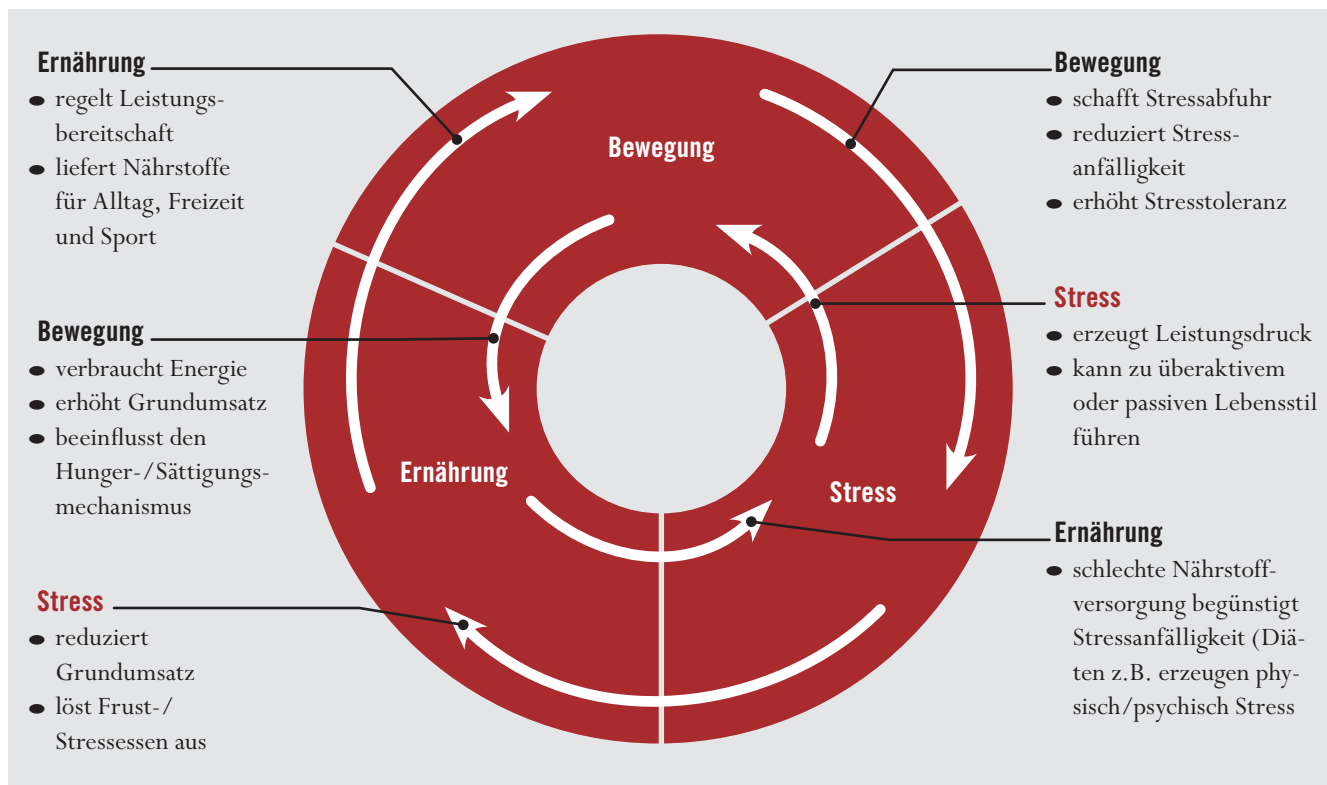 Ernährung
• regelt Leistungs-
bereitschaft
• liefert Nährstoffe
für Alltag, Freizeit
und Sport
Bewegung
• verbraucht Energie
• erhöht Grundumsatz
• beeinflusst den
Hunger-/Sättigungs-
mechanismus
Stress
• reduziert
Grundumsatz
• löst Frust-/
Stressessen aus
Bewegung
Ernährung
Stress
Bewegung
• schafft Stressabfuhr
• reduziert Stress-
anfälligkeit
• erhöht Stresstoleranz
Stress
• erzeugt Leistungsdruck
• kann zu überaktivem
oder passiven Lebensstil
führen
Ernährung
• schlechte Nährstoff-
versorgung begünstigt
Stressanfälligkeit (Diä-
ten z.B. erzeugen phy-
sisch/psychisch Stress